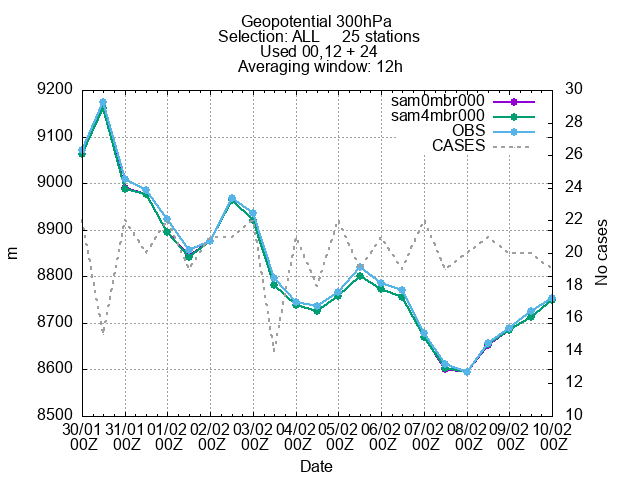 Geopotential 300hPa
Selection: ALL     25 stations
Used 00,12 + 24
Averaging window: 12h
sam0mbr000
sam4mbr000
OBS
CASES
m
9200
9100
9000
8900
8800
8700
8600
8500
30
28
26
24
22
20
18
16
14
12
10
No cases
30/01 31/01 01/02 02/02 03/02 04/02 05/02 06/02 07/02 08/02 09/02 10/02
00Z 00Z 00Z 00Z 00Z 00Z 00Z 00Z 00Z 00Z 00Z 00Z
Date